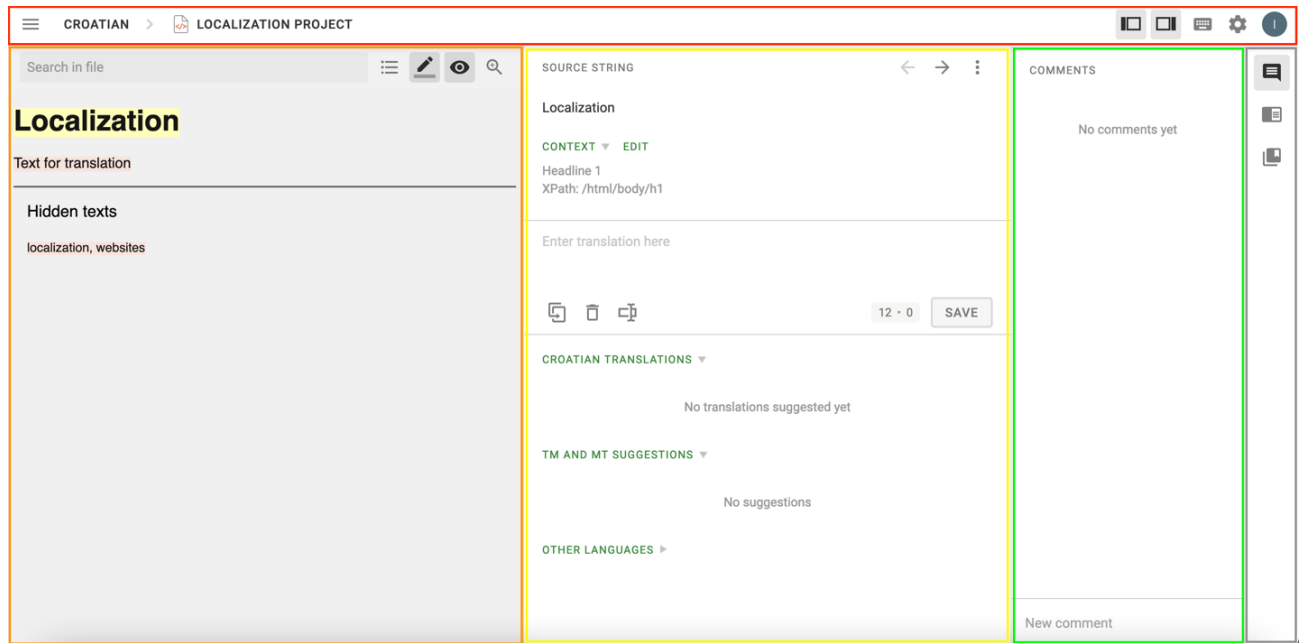 CROATIAN > LOCALIZATION PROJECT
I
Search in file
Localization
Text for translation
Hidden texts
localization, websites
SOURCE STRING
Localization
CONTEXT EDIT
Headline 1
XPath: /html/body/h1
Enter translation here
12 • 0 SAVE
CROATIAN TRANSLATIONS
No translations suggested yet
TM AND MT SUGGESTIONS
No suggestions
OTHER LANGUAGES
COMMENTS
No comments yet
New comment